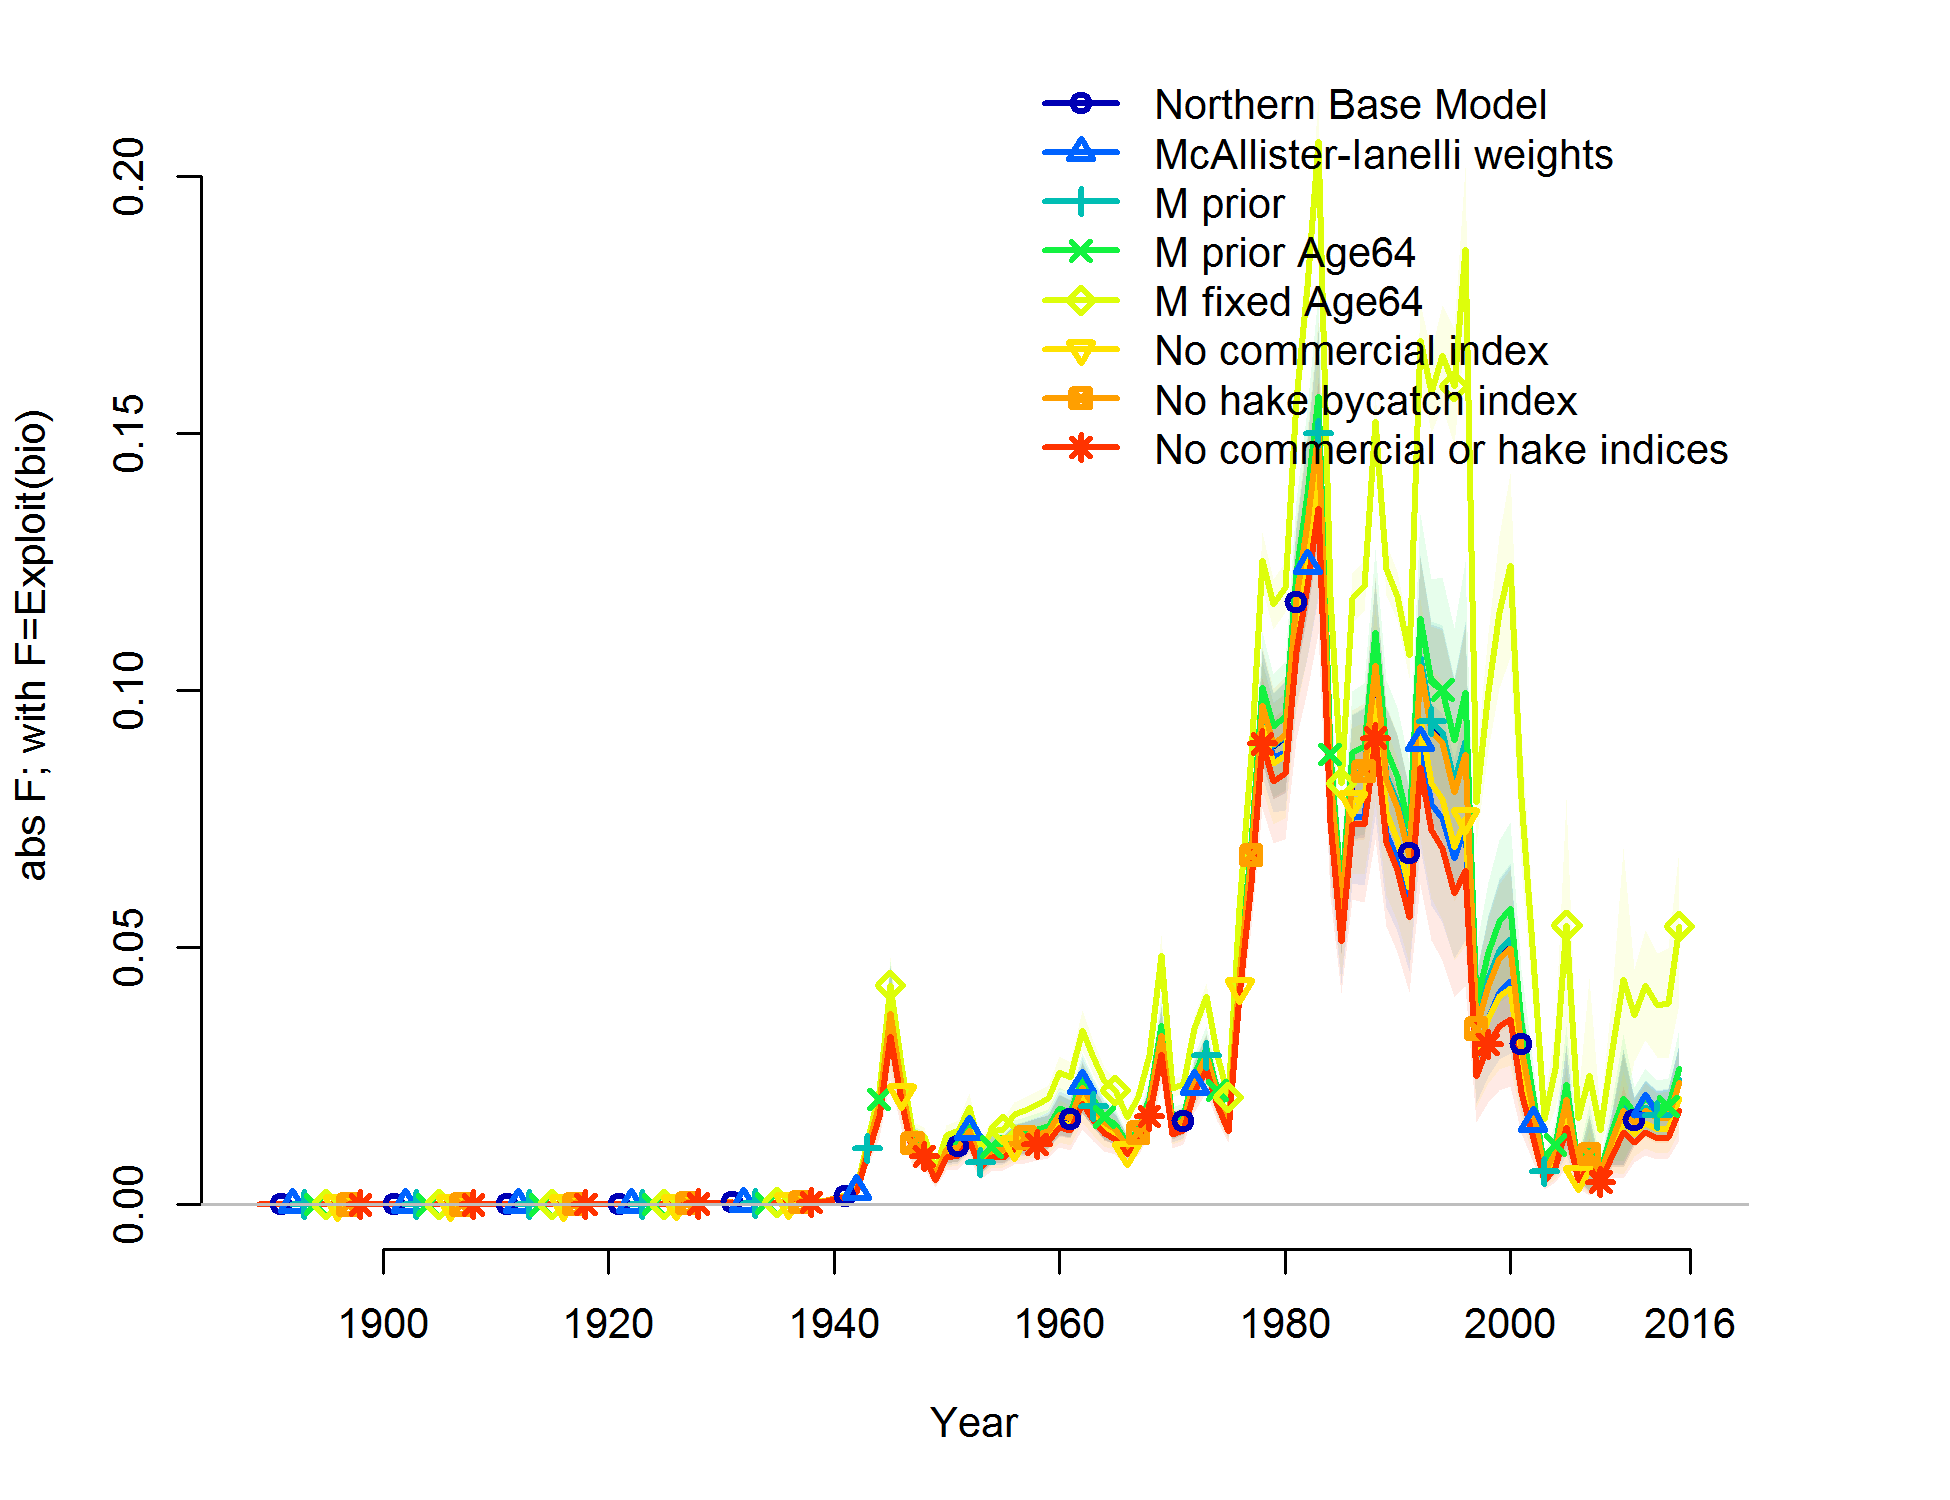 Northern Base Model
McAllister-Ianelli weights
M prior
M prior Age64
M fixed Age64
No commercial index
No hake bycatch index
No commercial or hake indices
abs F; with F=Exploit(bio)
0.20
0.15
0.10
0.05
0.00
1900 1920 1940 1960 1980 2000 2016
Year